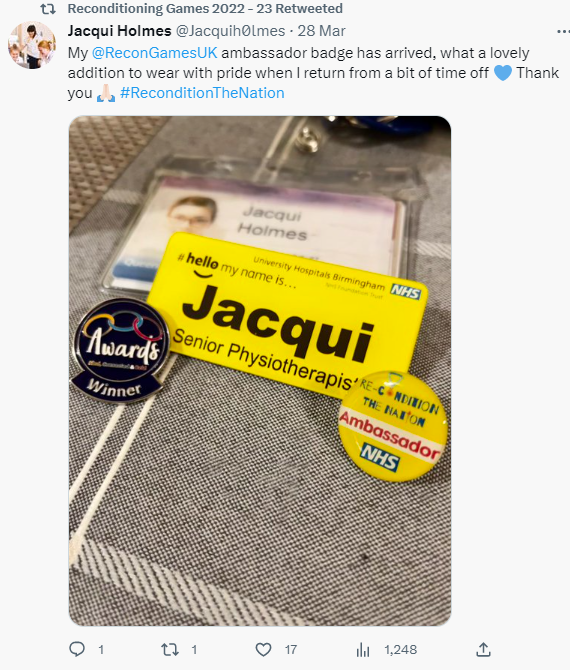 Reconditioning Games 2022 - 23 Retweeted
Jacqui Holmes @Jacquih0lmes · 28 Mar
My @ReconGamesUK ambassador badge has arrived, what a lovely
addition to wear with pride when I return from a bit of time off 💙 Thank
you 🙏🏻 #ReconditionTheNation
Jacqui
Holmes
University Hospitals Birmingham
NHS
#hello my name is...
Jacqui
Senior Physiotherapist
Awards
Winner
RE-CONDITION
THE NATION
Ambassador
NHS
1 1 17 1,248